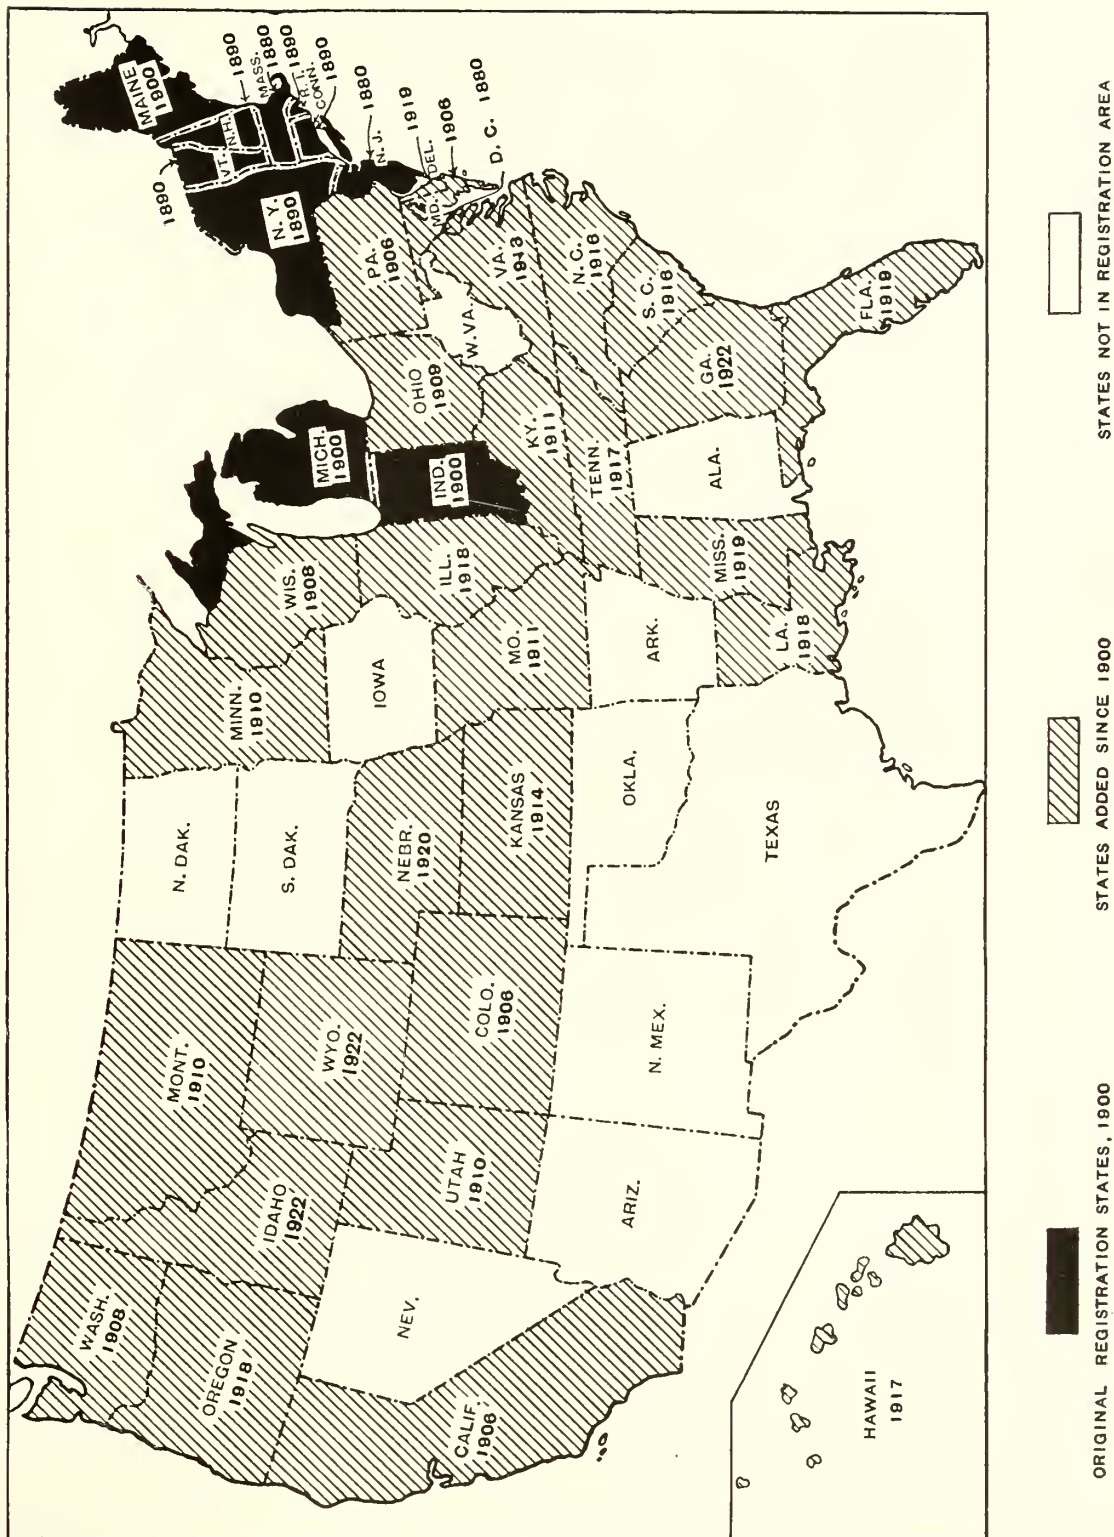 WASH.
1908
OREGON
1918
CALIF.
1906
NEV.
IDAHO
1922
MONT.
1910
WYO.
1922
UTAH
1910
COLO.
1906
ARIZ.
N. MEX.
N. DAK.
S. DAK.
NEBR.
1920
KANSAS
1914
OKLA.
TEXAS
MINN.
1910
IOWA
MO.
1911
ARK.
LA.
1918
WIS.
1908
ILL.
1918
MICH.
1900
IND.
1900
OHIO
1909
KY.
1911
TENN.
1917
MISS.
1919
ALA.
GA.
1922
FLA.
1919
S. C.
1916
N. C.
1916
VA.
1913
W. VA.
PA.
1906
N. Y.
1890
1890
VT.
N.H.
MAINE
1900
1890
MASS.
1880
1890
R. I.
CONN.
1890
1880
N. J.
1919
DEL.
1906
MD.
D. C. 1880
HAWAII
1917
ORIGINAL REGISTRATION STATES, 1900
STATES ADDED SINCE 1900
STATES NOT IN REGISTRATION AREA